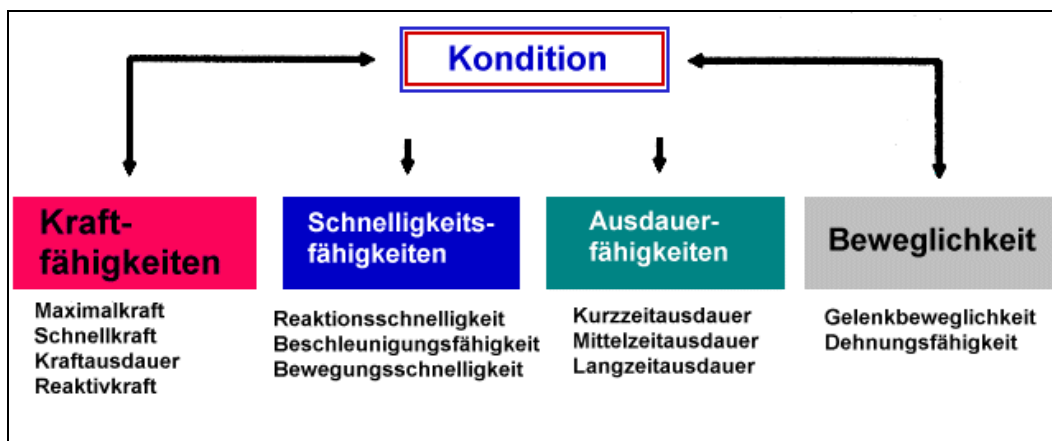 Kondition
Kraft-
fähigkeiten
Maximalkraft
Schnellkraft
Kraftausdauer
Reaktivkraft
Schnelligkeits-
fähigkeiten
Reaktionsschnelligkeit
Beschleunigungsfähigkeit
Bewegungsschnelligkeit
Ausdauer-
fähigkeiten
Kurzzeitausdauer
Mittelzeitausdauer
Langzeitausdauer
Beweglichkeit
Gelenkbeweglichkeit
Dehnungsfähigkeit